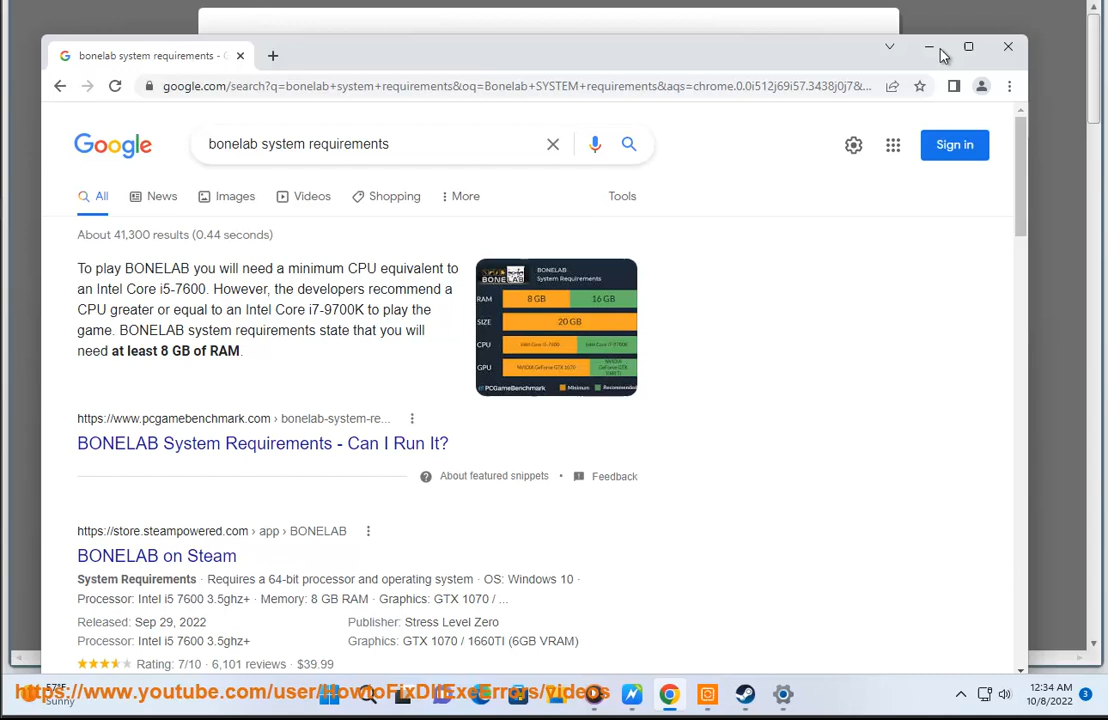 bonelab system requirements - G
google.com/search?q=bonelab+system+requirements&oq=Bonelab+SYSTEM+requirements&aqs=chrome.0.0i512j69i57.3438j0j7&...
Google
bonelab system requirements
Sign in
All
News
Images
Videos
Shopping
More
Tools
About 41,300 results (0.44 seconds)
To play BONELAB you will need a minimum CPU equivalent to
an Intel Core i5-7600. However, the developers recommend a
CPU greater or equal to an Intel Core i7-9700K to play the
game. BONELAB system requirements state that you will
need at least 8 GB of RAM.
BONELAB
System Requirements
RAM 8 GB 16 GB
SIZE 20 GB
CPU Intel Core i5-7600 Intel Core i7-9700K
GPU NVIDIA GeForce GTX 1070 NVIDIA GeForce GTX
PCGameBenchmark Minimum Recommended
https://www.pcgamebenchmark.com › bonelab-system-re...
BONELAB System Requirements - Can I Run It?
About featured snippets • Feedback
https://store.steampowered.com › app › BONELAB
BONELAB on Steam
System Requirements · Requires a 64-bit processor and operating system · OS: Windows 10 ·
Processor: Intel i5 7600 3.5ghz+ · Memory: 8 GB RAM · Graphics: GTX 1070 / ...
Released: Sep 29, 2022 Publisher: Stress Level Zero
Processor: Intel i5 7600 3.5ghz+ Graphics: GTX 1070 / 1660TI (6GB VRAM)
Rating: 7/10 · 6,101 reviews · $39.99
57°F
Sunny
https://www.youtube.com/user/HowtoFixDllExeErrors/videos
12:34 AM
10/8/2022
3